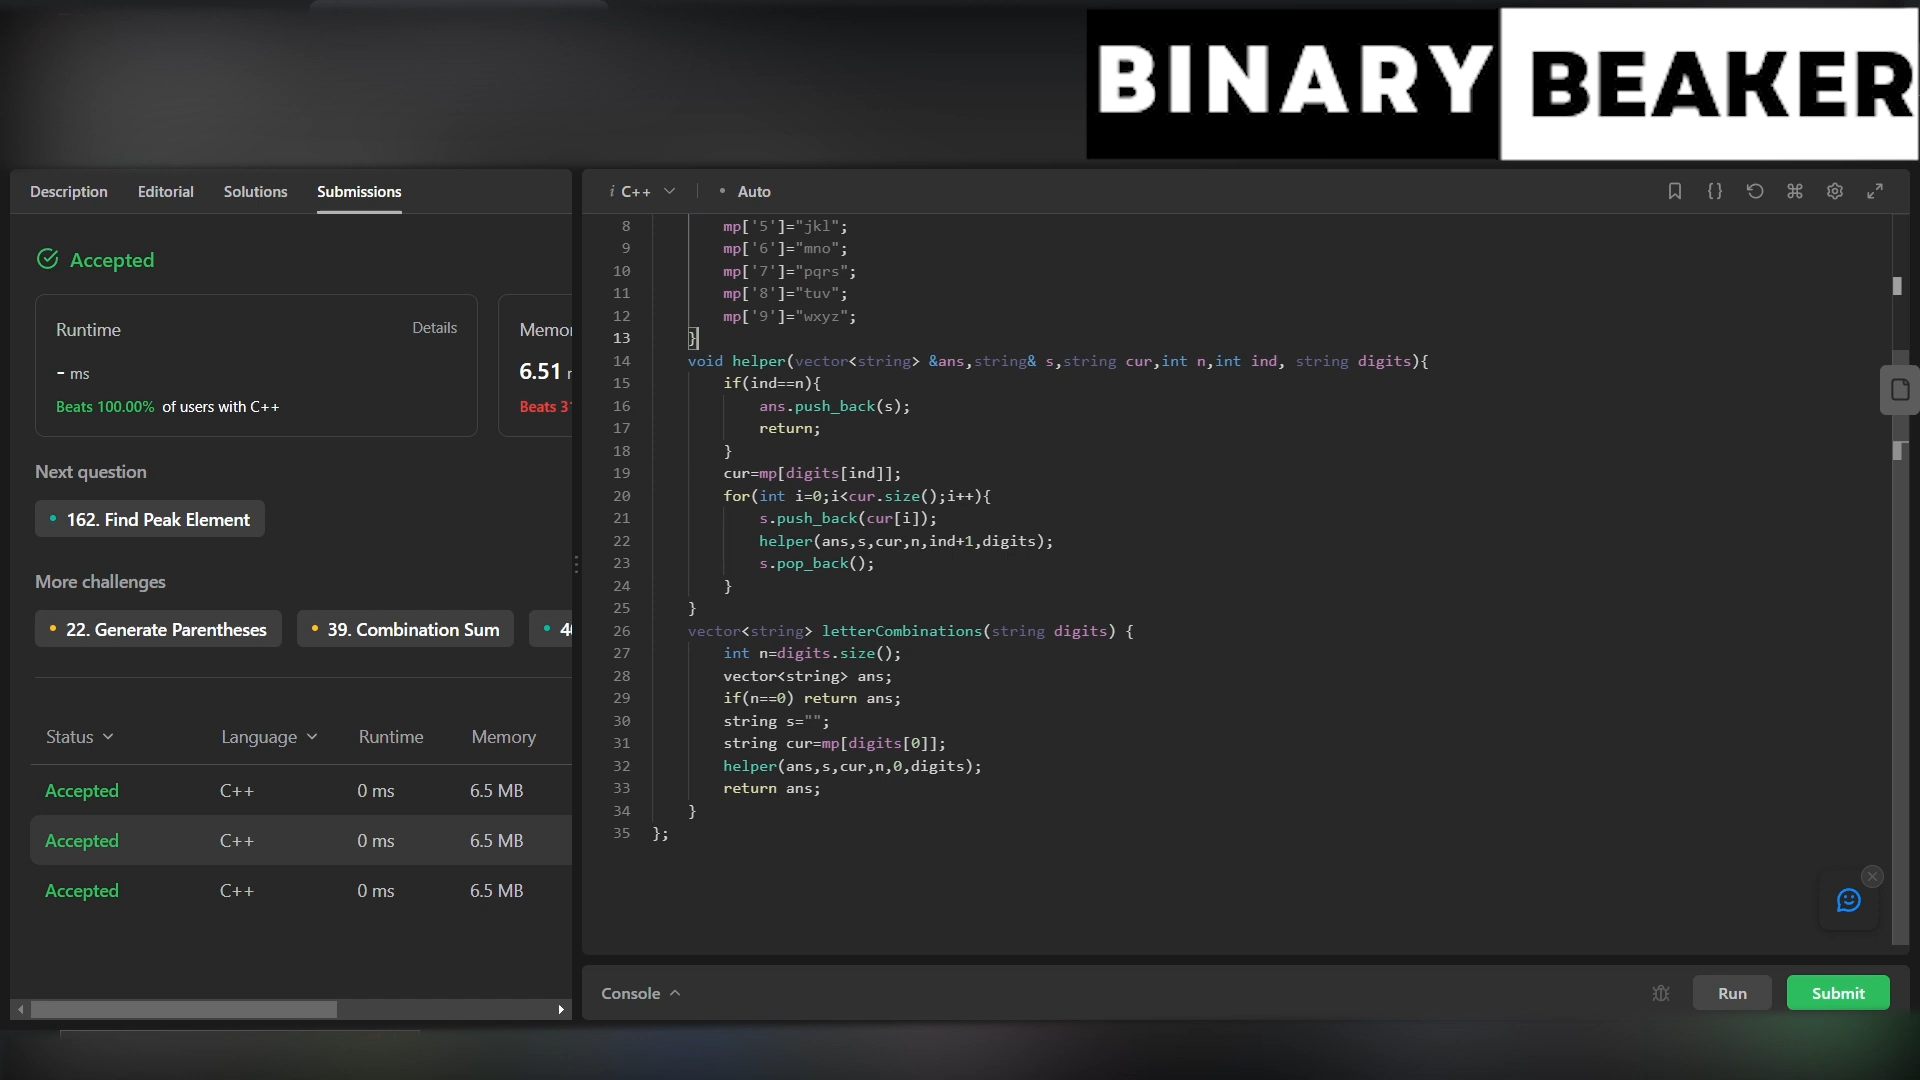 BINARY BEAKER
Description Editorial Solutions Submissions
Accepted
Runtime Details
- ms
Beats 100.00% of users with C++
6.51
Next question
162. Find Peak Element
More challenges
22. Generate Parentheses 39. Combination Sum
Status Language Runtime Memory
Accepted C++ 0 ms 6.5 MB
Accepted C++ 0 ms 6.5 MB
Accepted C++ 0 ms 6.5 MB
i C++ • Auto
8 mp['5']="jkl";
9 mp['6']="mno";
10 mp['7']="pqrs";
11 mp['8']="tuv";
12 mp['9']="wxyz";
13 }
14 void helper(vector<string> &ans,string& s,string cur,int n,int ind, string digits){
15 if(ind==n){
16 ans.push_back(s);
17 return;
18 }
19 cur=mp[digits[ind]];
20 for(int i=0;i<cur.size();i++){
21 s.push_back(cur[i]);
22 helper(ans,s,cur,n,ind+1,digits);
23 s.pop_back();
24 }
25 }
26 vector<string> letterCombinations(string digits) {
27 int n=digits.size();
28 vector<string> ans;
29 if(n==0) return ans;
30 string s="";
31 string cur=mp[digits[0]];
32 helper(ans,s,cur,n,0,digits);
33 return ans;
34 }
35 };
Console Run Submit